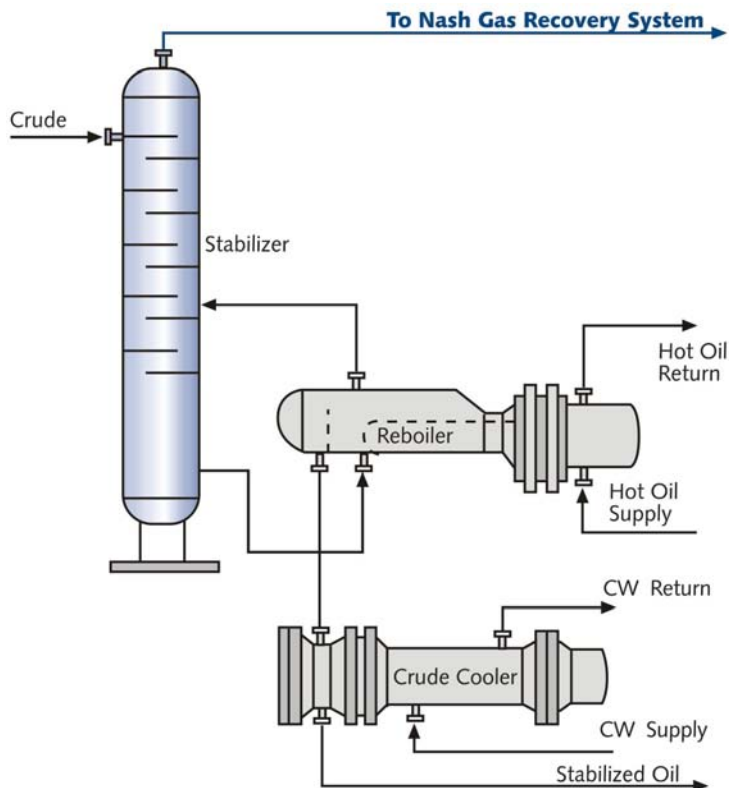 To Nash Gas Recovery System
Crude
Stabilizer
Hot Oil
Return
Reboiler
Hot Oil
Supply
CW Return
Crude Cooler
CW Supply
Stabilized Oil